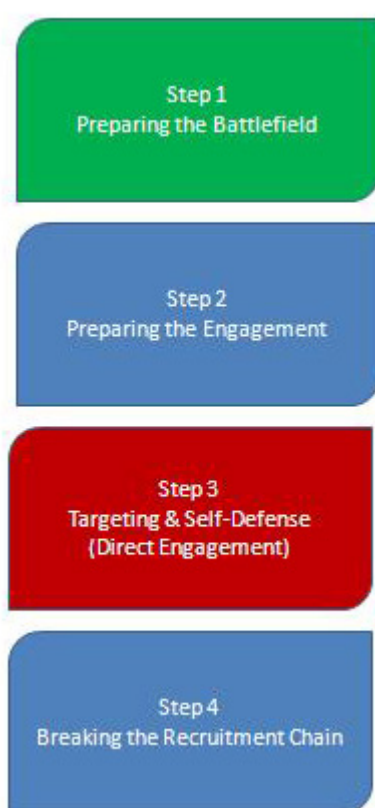 Step 1
Preparing the Battlefield
Step 2
Preparing the Engagement
Step 3
Targeting & Self-Defense
(Direct Engagement)
Step 4
Breaking the Recruitment Chain